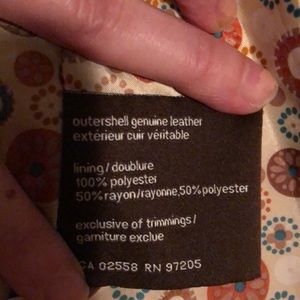 outershell genuine leather
extérieur cuir véritable
lining / doublure
100% polyester
50% rayon/rayonne,50% polyester
exclusive of trimmings /
garniture exclue
CA 02558 RN 97205